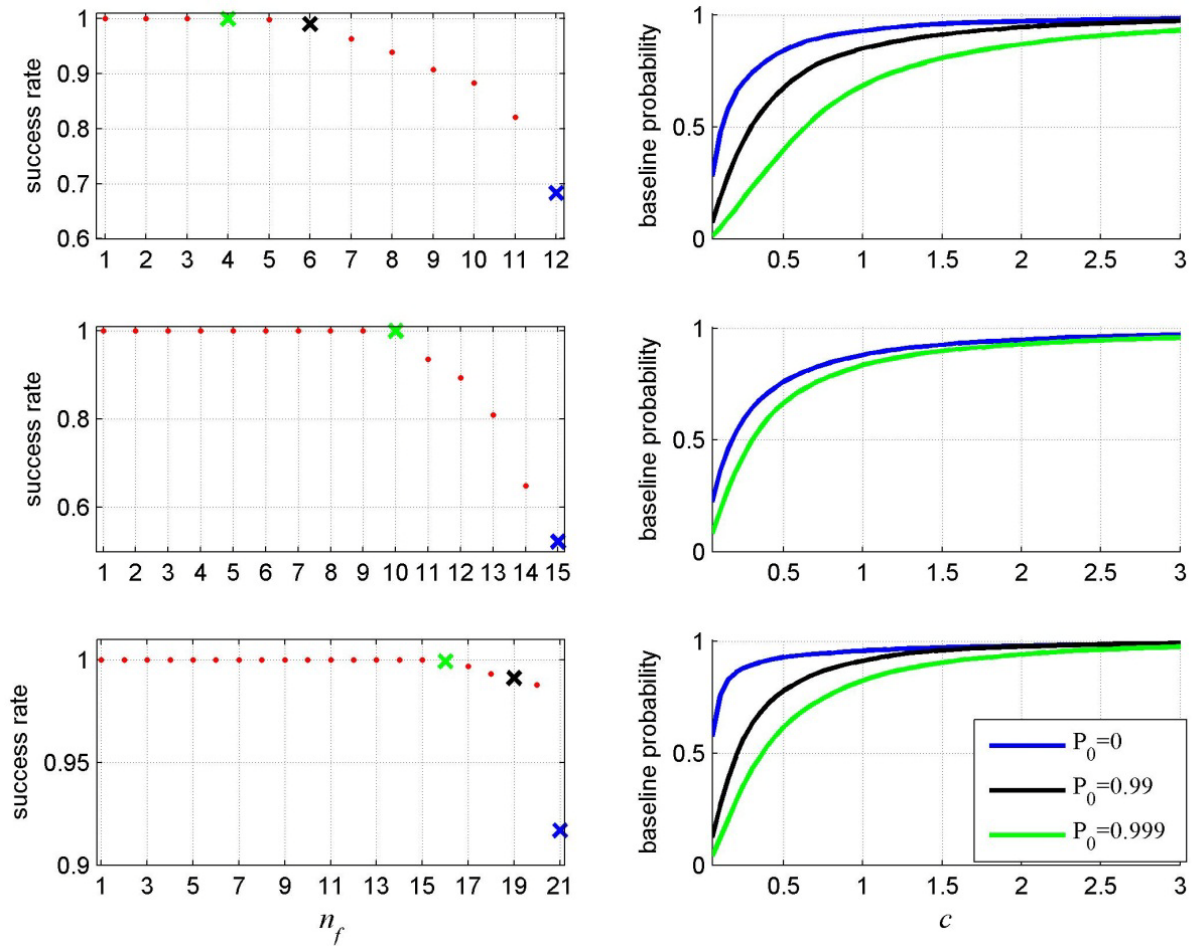 success rate
1
0.9
0.8
0.7
0.6
1 2 3 4 5 6 7 8 9 10 11 12
baseline probability
1
0.5
0
0.5 1 1.5 2 2.5 3
success rate
1
0.8
0.6
1 2 3 4 5 6 7 8 9 10 11 12 13 14 15
baseline probability
1
0.5
0
0.5 1 1.5 2 2.5 3
success rate
1
0.95
0.9
1 3 5 7 9 11 13 15 17 19 21
n_f
baseline probability
1
0.5
0
0.5 1 1.5 2 2.5 3
c
P_0=0
P_0=0.99
P_0=0.999